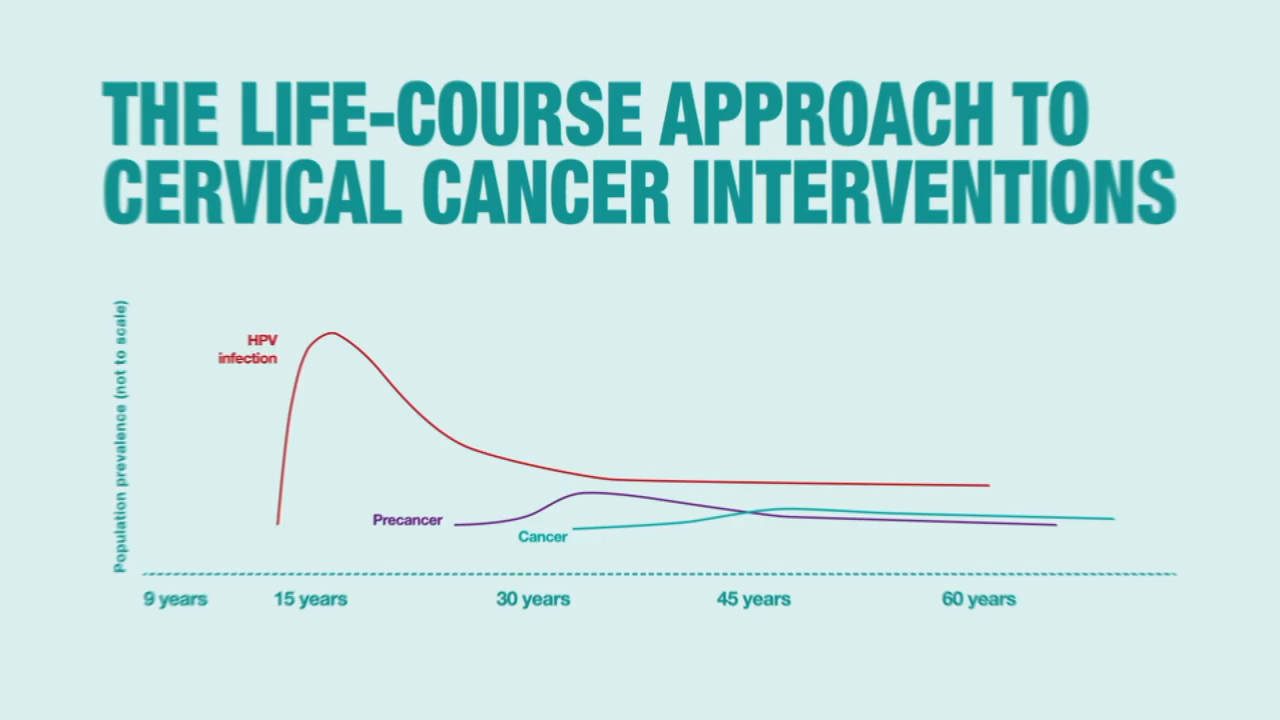 THE LIFE-COURSE APPROACH TO
CERVICAL CANCER INTERVENTIONS
Population prevalence (not to scale)
HPV
infection
Precancer
Cancer
9 years
15 years
30 years
45 years
60 years